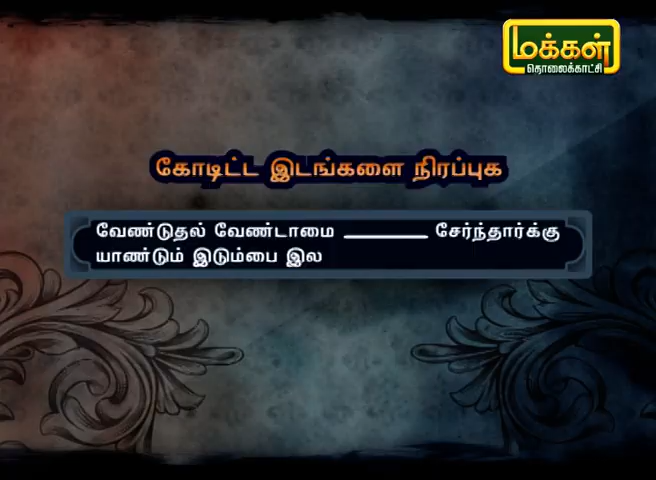 மக்கள்
தொலைக்காட்சி
கோடிட்ட இடங்களை நிரப்புக
வேண்டுதல் வேண்டாமை ________ சேர்ந்தார்க்கு
யாண்டும் இடும்பை இல